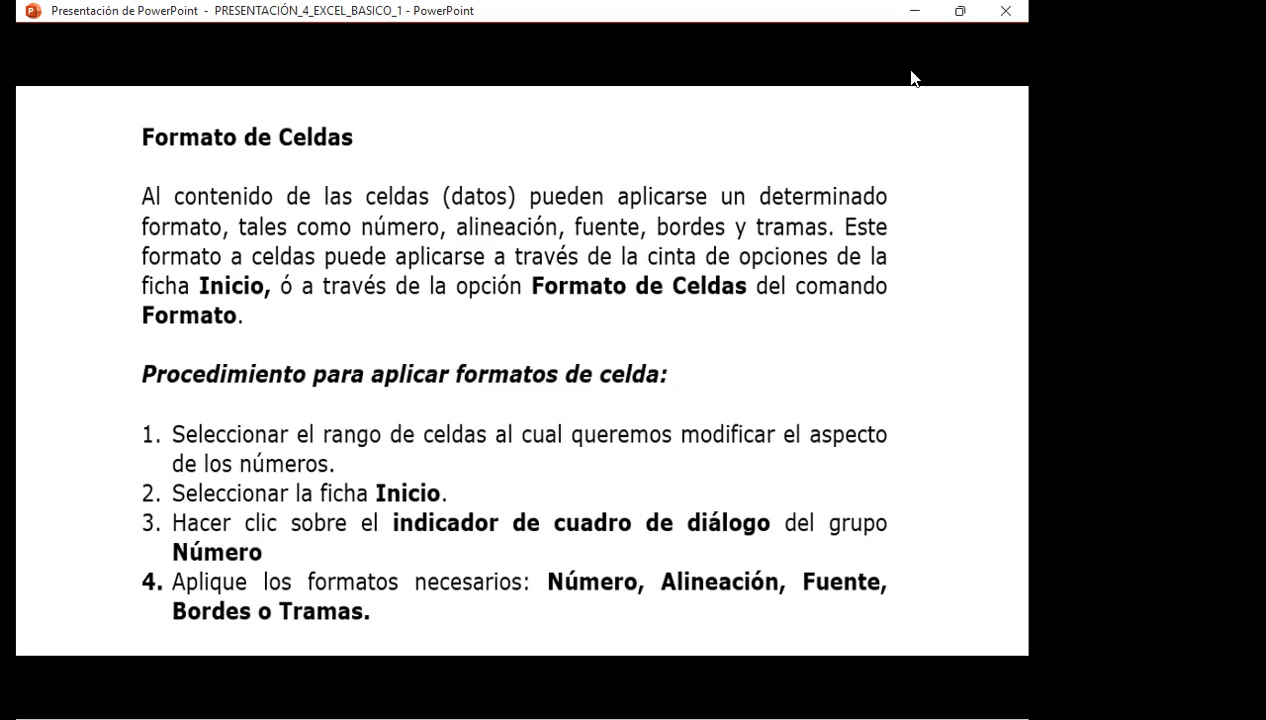 Presentación de PowerPoint - PRESENTACIÓN_4_EXCEL_BASICO_1 - PowerPoint
Formato de Celdas
Al contenido de las celdas (datos) pueden aplicarse un determinado
formato, tales como número, alineación, fuente, bordes y tramas. Este
formato a celdas puede aplicarse a través de la cinta de opciones de la
ficha Inicio, ó a través de la opción Formato de Celdas del comando
Formato.
Procedimiento para aplicar formatos de celda:
1. Seleccionar el rango de celdas al cual queremos modificar el aspecto
de los números.
2. Seleccionar la ficha Inicio.
3. Hacer clic sobre el indicador de cuadro de diálogo del grupo
Número
4. Aplique los formatos necesarios: Número, Alineación, Fuente,
Bordes o Tramas.